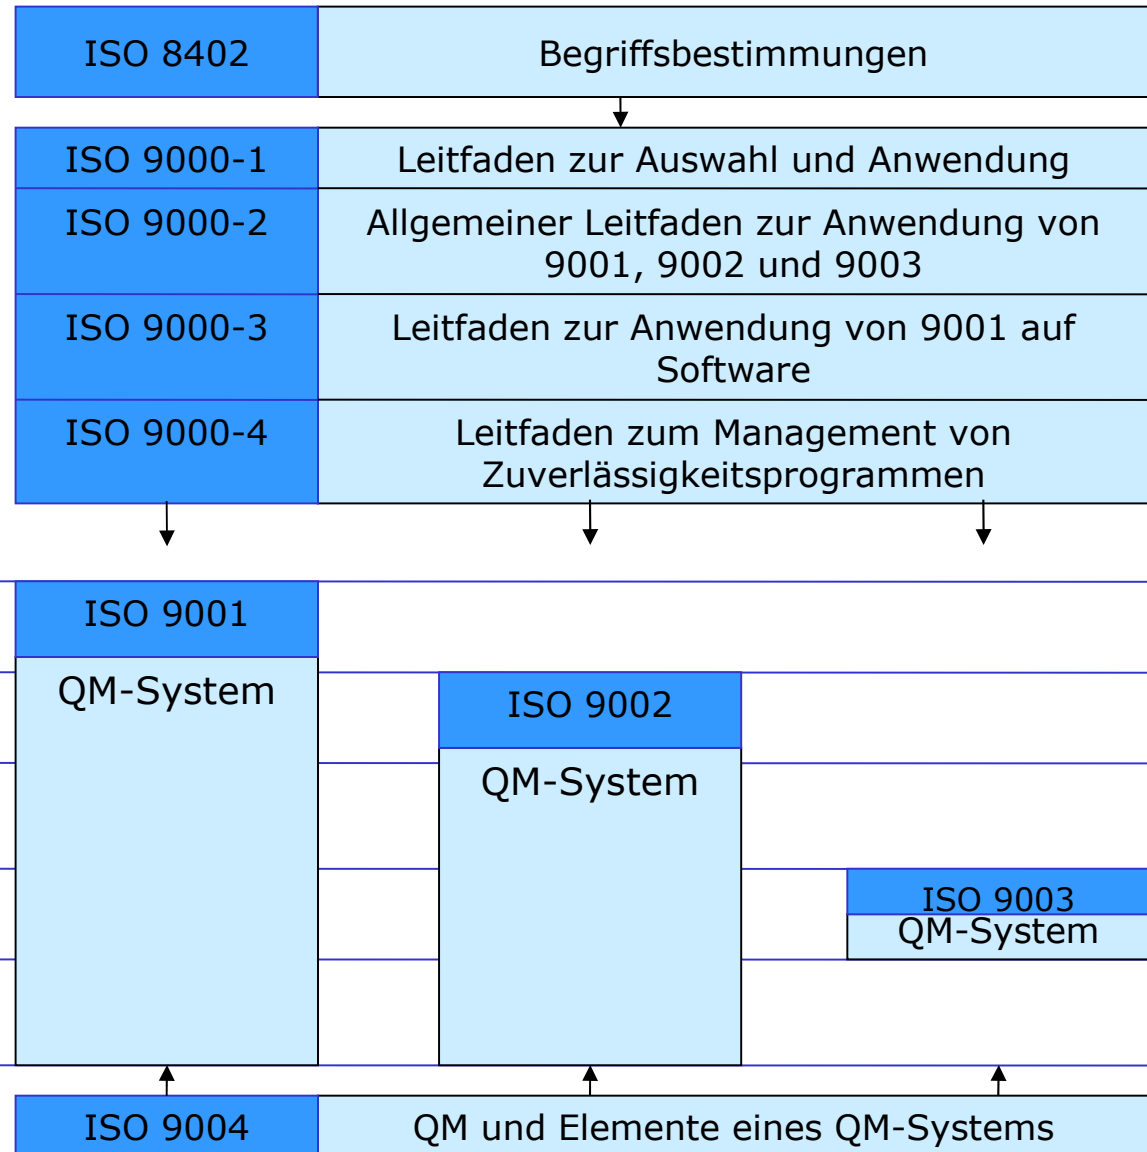 ISO 8402 Begriffsbestimmungen
ISO 9000-1 Leitfaden zur Auswahl und Anwendung
ISO 9000-2 Allgemeiner Leitfaden zur Anwendung von
9001, 9002 und 9003
ISO 9000-3 Leitfaden zur Anwendung von 9001 auf
Software
ISO 9000-4 Leitfaden zum Management von
Zuverlässigkeitsprogrammen
ISO 9001
QM-System
ISO 9002
QM-System
ISO 9003
QM-System
ISO 9004 QM und Elemente eines QM-Systems